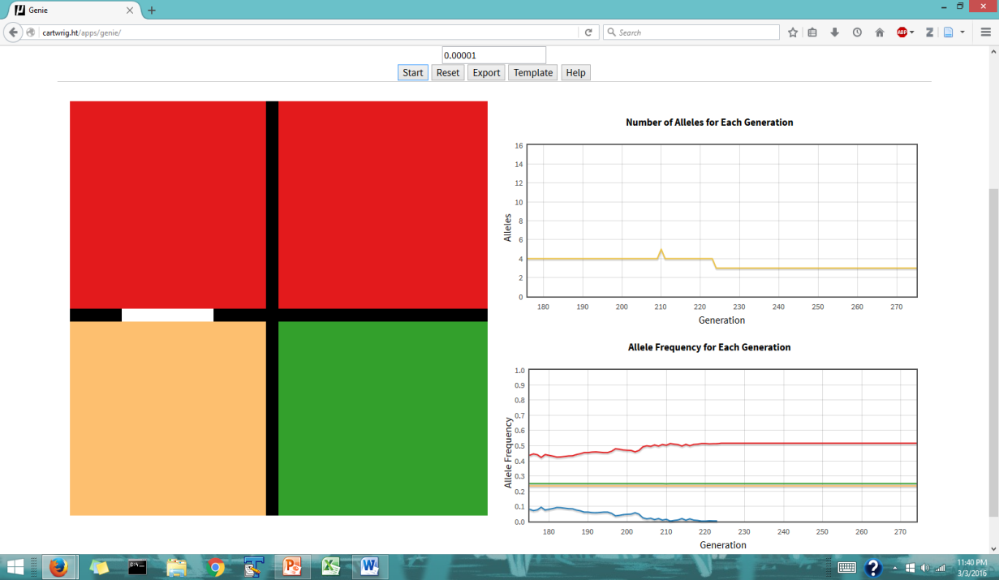 Genie
cartwrig.ht/apps/genie/
Search
ABP
Z
0.00001
Start Reset Export Template Help
Number of Alleles for Each Generation
16
14
12
10
8
6
4
2
0
Alleles
180 190 200 210 220 230 240 250 260 270
Generation
Allele Frequency for Each Generation
1.0
0.9
0.8
0.7
0.6
0.5
0.4
0.3
0.2
0.1
0.0
Allele Frequency
180 190 200 210 220 230 240 250 260 270
Generation
11:40 PM
3/3/2016